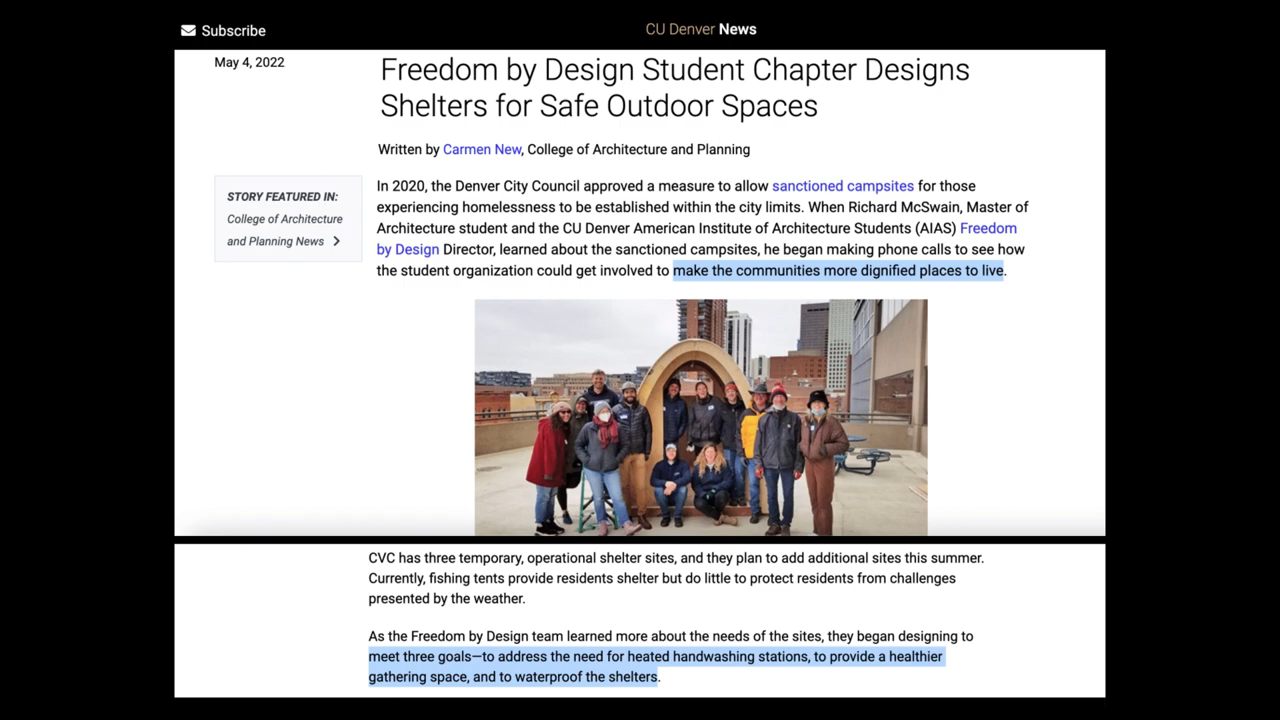 Subscribe
CU Denver News
May 4, 2022
Freedom by Design Student Chapter Designs
Shelters for Safe Outdoor Spaces
Written by Carmen New, College of Architecture and Planning
STORY FEATURED IN:
College of Architecture
and Planning News
In 2020, the Denver City Council approved a measure to allow sanctioned campsites for those
experiencing homelessness to be established within the city limits. When Richard McSwain, Master of
Architecture student and the CU Denver American Institute of Architecture Students (AIAS) Freedom
by Design Director, learned about the sanctioned campsites, he began making phone calls to see how
the student organization could get involved to make the communities more dignified places to live.
CVC has three temporary, operational shelter sites, and they plan to add additional sites this summer.
Currently, fishing tents provide residents shelter but do little to protect residents from challenges
presented by the weather.
As the Freedom by Design team learned more about the needs of the sites, they began designing to
meet three goals—to address the need for heated handwashing stations, to provide a healthier
gathering space, and to waterproof the shelters.